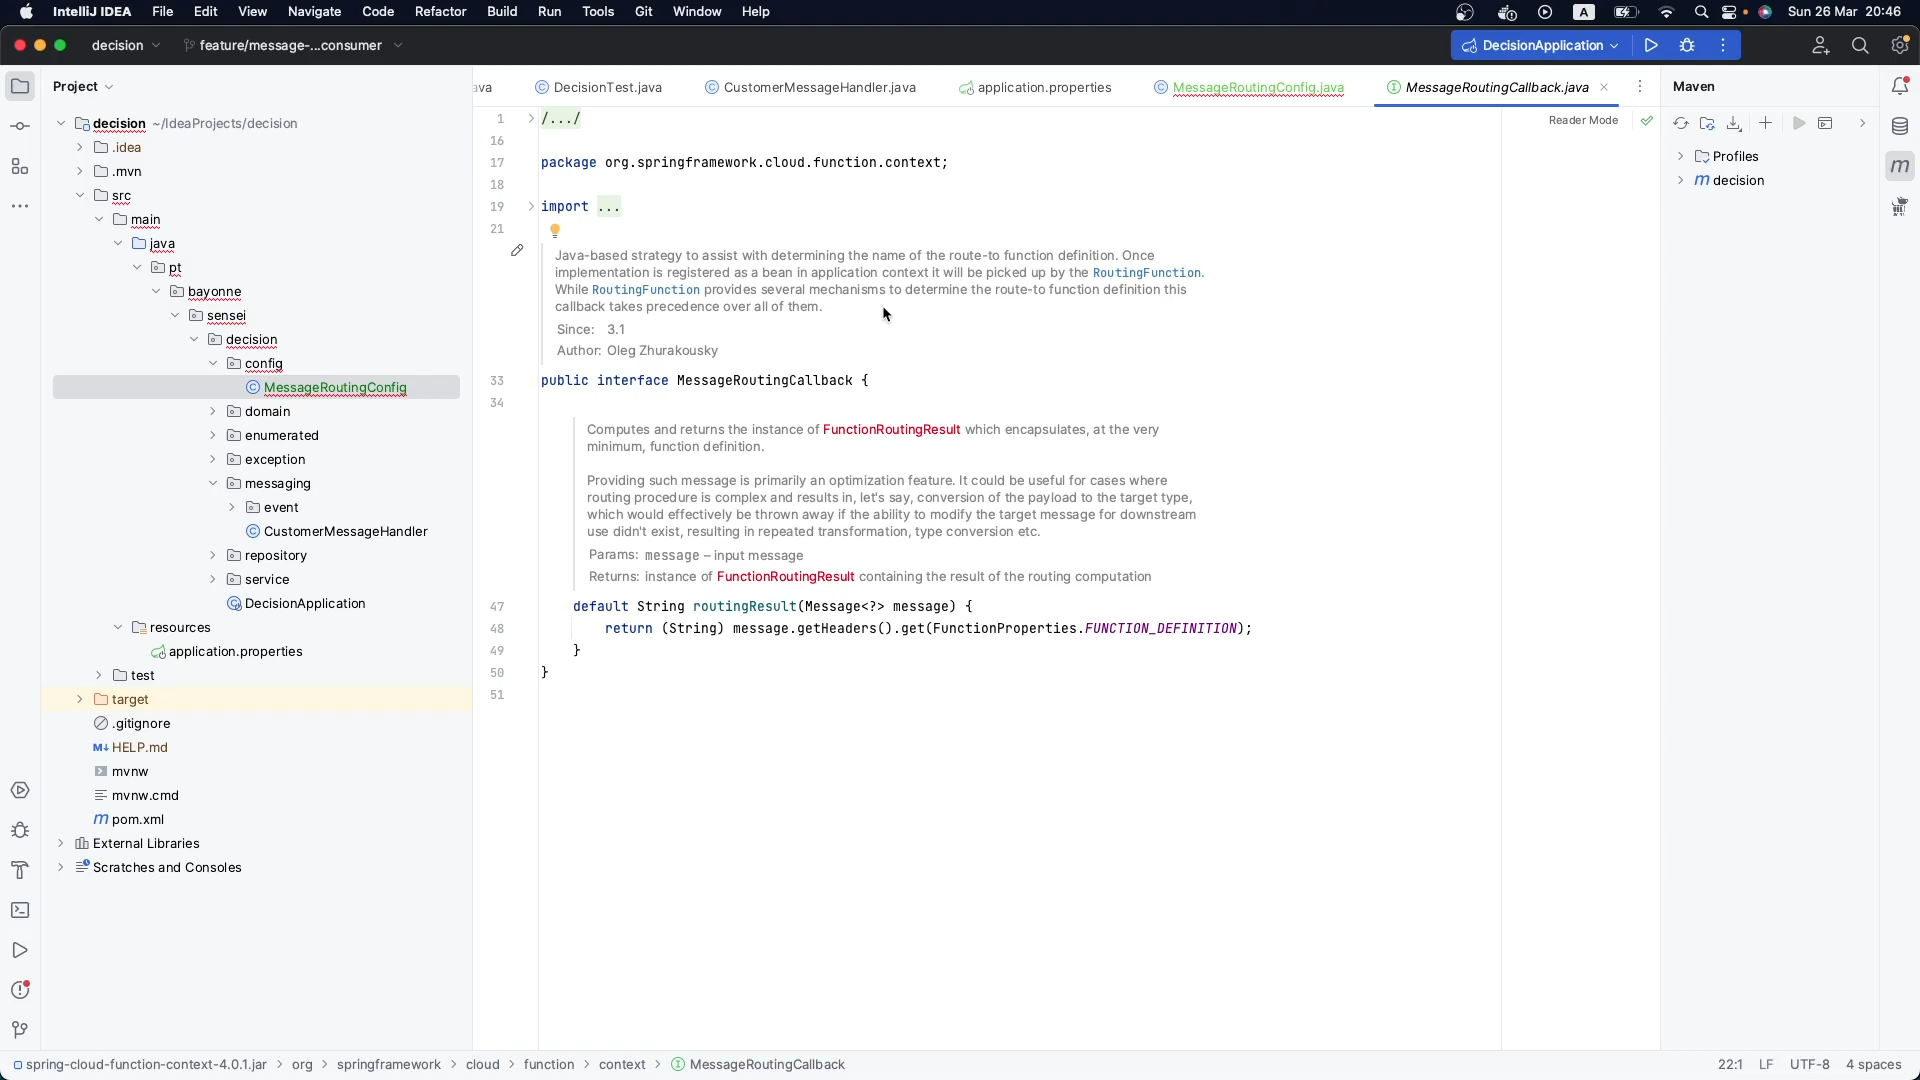 IntelliJ IDEA File Edit View Navigate Code Refactor Build Run Tools Git Window Help A Sun 26 Mar 20:46
decision feature/message-...consumer DecisionApplication
Project
ava DecisionTest.java CustomerMessageHandler.java application.properties MessageRoutingConfig.java MessageRoutingCallback.java
Maven
Reader Mode
Profiles
m decision
decision ~/IdeaProjects/decision
.idea
.mvn
src
main
java
pt
bayonne
sensei
decision
config
MessageRoutingConfig
domain
enumerated
exception
messaging
event
CustomerMessageHandler
repository
service
DecisionApplication
resources
application.properties
test
target
.gitignore
M↓ HELP.md
mvnw
mvnw.cmd
m pom.xml
External Libraries
Scratches and Consoles
1 /.../
16
17 package org.springframework.cloud.function.context;
18
19 import ...
21
Java-based strategy to assist with determining the name of the route-to function definition. Once
implementation is registered as a bean in application context it will be picked up by the RoutingFunction.
While RoutingFunction provides several mechanisms to determine the route-to function definition this
callback takes precedence over all of them.
Since: 3.1
Author: Oleg Zhurakousky
33 public interface MessageRoutingCallback {
34
Computes and returns the instance of FunctionRoutingResult which encapsulates, at the very
minimum, function definition.
Providing such message is primarily an optimization feature. It could be useful for cases where
routing procedure is complex and results in, let's say, conversion of the payload to the target type,
which would effectively be thrown away if the ability to modify the target message for downstream
use didn't exist, resulting in repeated transformation, type conversion etc.
Params: message – input message
Returns: instance of FunctionRoutingResult containing the result of the routing computation
47 default String routingResult(Message<?> message) {
48 return (String) message.getHeaders().get(FunctionProperties.FUNCTION_DEFINITION);
49 }
50 }
51
spring-cloud-function-context-4.0.1.jar > org > springframework > cloud > function > context > MessageRoutingCallback 22:1 LF UTF-8 4 spaces